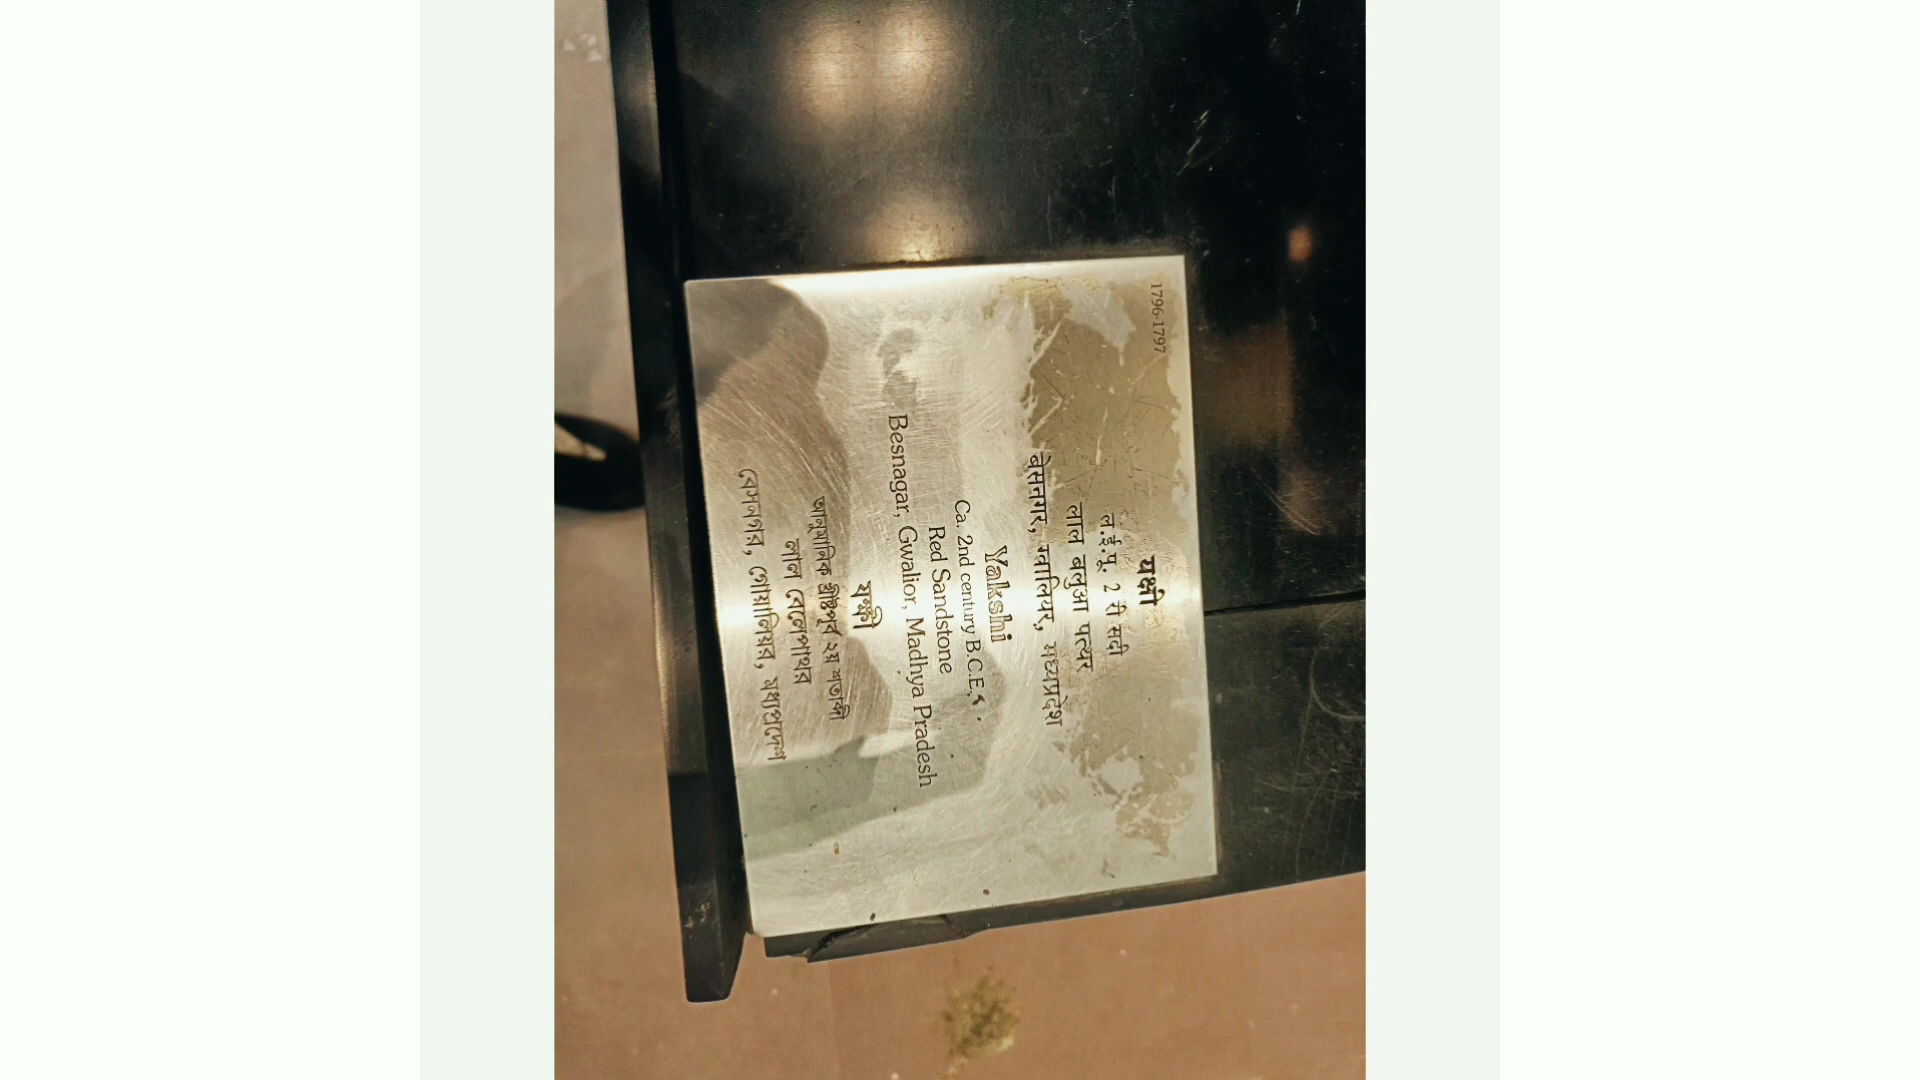 1796-1797
यक्षी
ल.ई.पू. 2 री सदी
लाल बलुआ पत्थर
बेसनगर, ग्वालियर, मध्यप्रदेश
Yakshi
Ca. 2nd century B.C.E.
Red Sandstone
Besnagar, Gwalior, Madhya Pradesh
যক্ষী
আনুমানিক খ্রীষ্টপূর্ব ২য় শতাব্দী
লাল বেলেপাথর
বেসনগর, গোয়ালিয়র, মধ্যপ্রদেশ